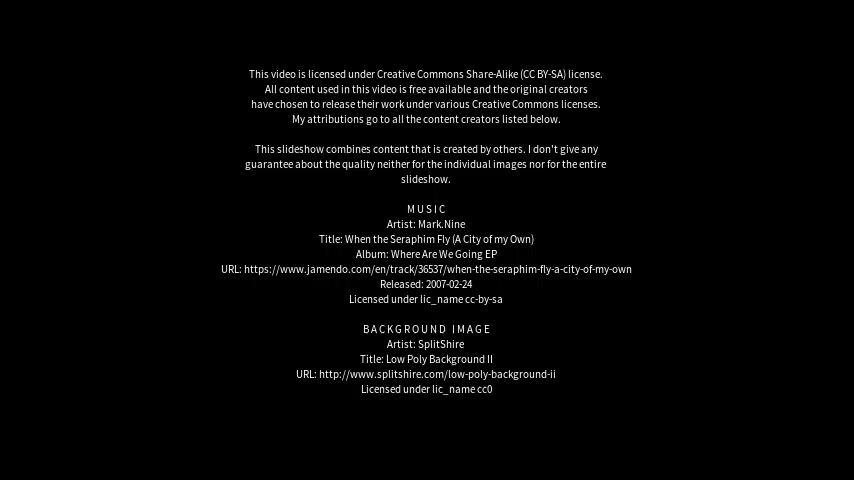 This video is licensed under Creative Commons Share-Alike (CC BY-SA) license.
All content used in this video is free available and the original creators
have chosen to release their work under various Creative Commons licenses.
My attributions go to all the content creators listed below.
This slideshow combines content that is created by others. I don't give any
guarantee about the quality neither for the individual images nor for the entire
slideshow.
MUSIC
Artist: Mark.Nine
Title: When the Seraphim Fly (A City of my Own)
Album: Where Are We Going EP
URL: https://www.jamendo.com/en/track/36537/when-the-seraphim-fly-a-city-of-my-own
Released: 2007-02-24
Licensed under lic_name cc-by-sa
BACKGROUND IMAGE
Artist: SplitShire
Title: Low Poly Background II
URL: http://www.splitshire.com/low-poly-background-ii
Licensed under lic_name cc0